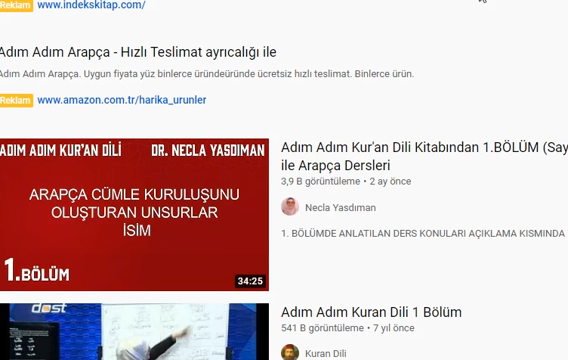 Reklam www.indekskitap.com/
Adım Adım Arapça - Hızlı Teslimat ayrıcalığı ile
Adım Adım Arapça. Uygun fiyata yüz binlerce üründeüründe ücretsiz hızlı teslimat. Binlerce ürün.
Reklam www.amazon.com.tr/harika_urunler
ADIM ADIM KUR'AN DİLİ DR. NECLA YASDIMAN
ARAPÇA CÜMLE KURULUŞUNU
OLUŞTURAN UNSURLAR
İSİM
1.BÖLÜM
34:25
Adım Adım Kur'an Dili Kitabından 1.BÖLÜM (Say
ile Arapça Dersleri
3,9 B görüntüleme • 2 ay önce
Necla Yasdıman
1. BÖLÜMDE ANLATILAN DERS KONULARI AÇIKLAMA KISMINDA
dost
Adım Adım Kuran Dili 1 Bölüm
541 B görüntüleme • 7 yıl önce
Kuran Dili